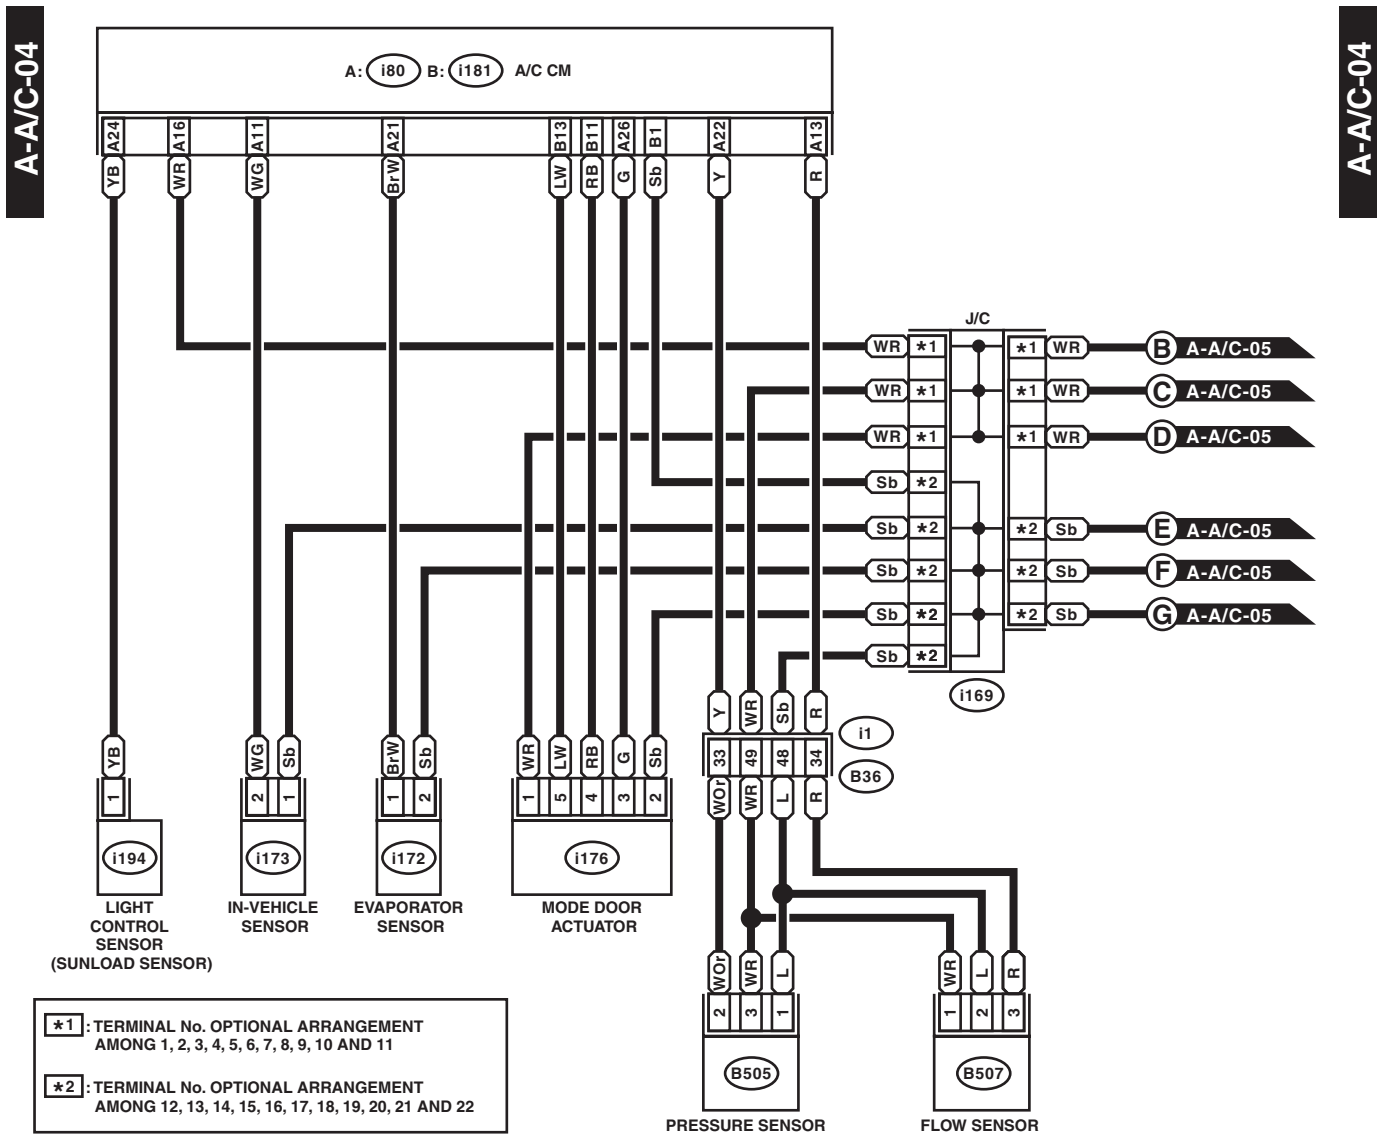 A-A/C-04
A-A/C-04
A: i80 B: i181 A/C CM
A24 A16 A11 A21 B13 B11 A26 B1 A22 A13
YB WR WG BrW LW RB G Sb Y R
J/C
WR *1 *1 WR B A-A/C-05
WR *1 *1 WR C A-A/C-05
WR *1 *1 WR D A-A/C-05
Sb *2
Sb *2 *2 Sb E A-A/C-05
Sb *2 *2 Sb F A-A/C-05
Sb *2 *2 Sb G A-A/C-05
Sb *2
i169
Y WR Sb R
i1
33 49 48 34
B36
WOr WR L R
YB WG Sb BrW Sb WR LW RB G Sb
1 2 1 1 2 1 5 4 3 2
i194 i173 i172 i176
LIGHT
CONTROL
SENSOR
(SUNLOAD SENSOR)
IN-VEHICLE
SENSOR
EVAPORATOR
SENSOR
MODE DOOR
ACTUATOR
WOr WR L WR L R
2 3 1 1 2 3
B505 B507
PRESSURE SENSOR FLOW SENSOR
*1 : TERMINAL No. OPTIONAL ARRANGEMENT
AMONG 1, 2, 3, 4, 5, 6, 7, 8, 9, 10 AND 11
*2 : TERMINAL No. OPTIONAL ARRANGEMENT
AMONG 12, 13, 14, 15, 16, 17, 18, 19, 20, 21 AND 22